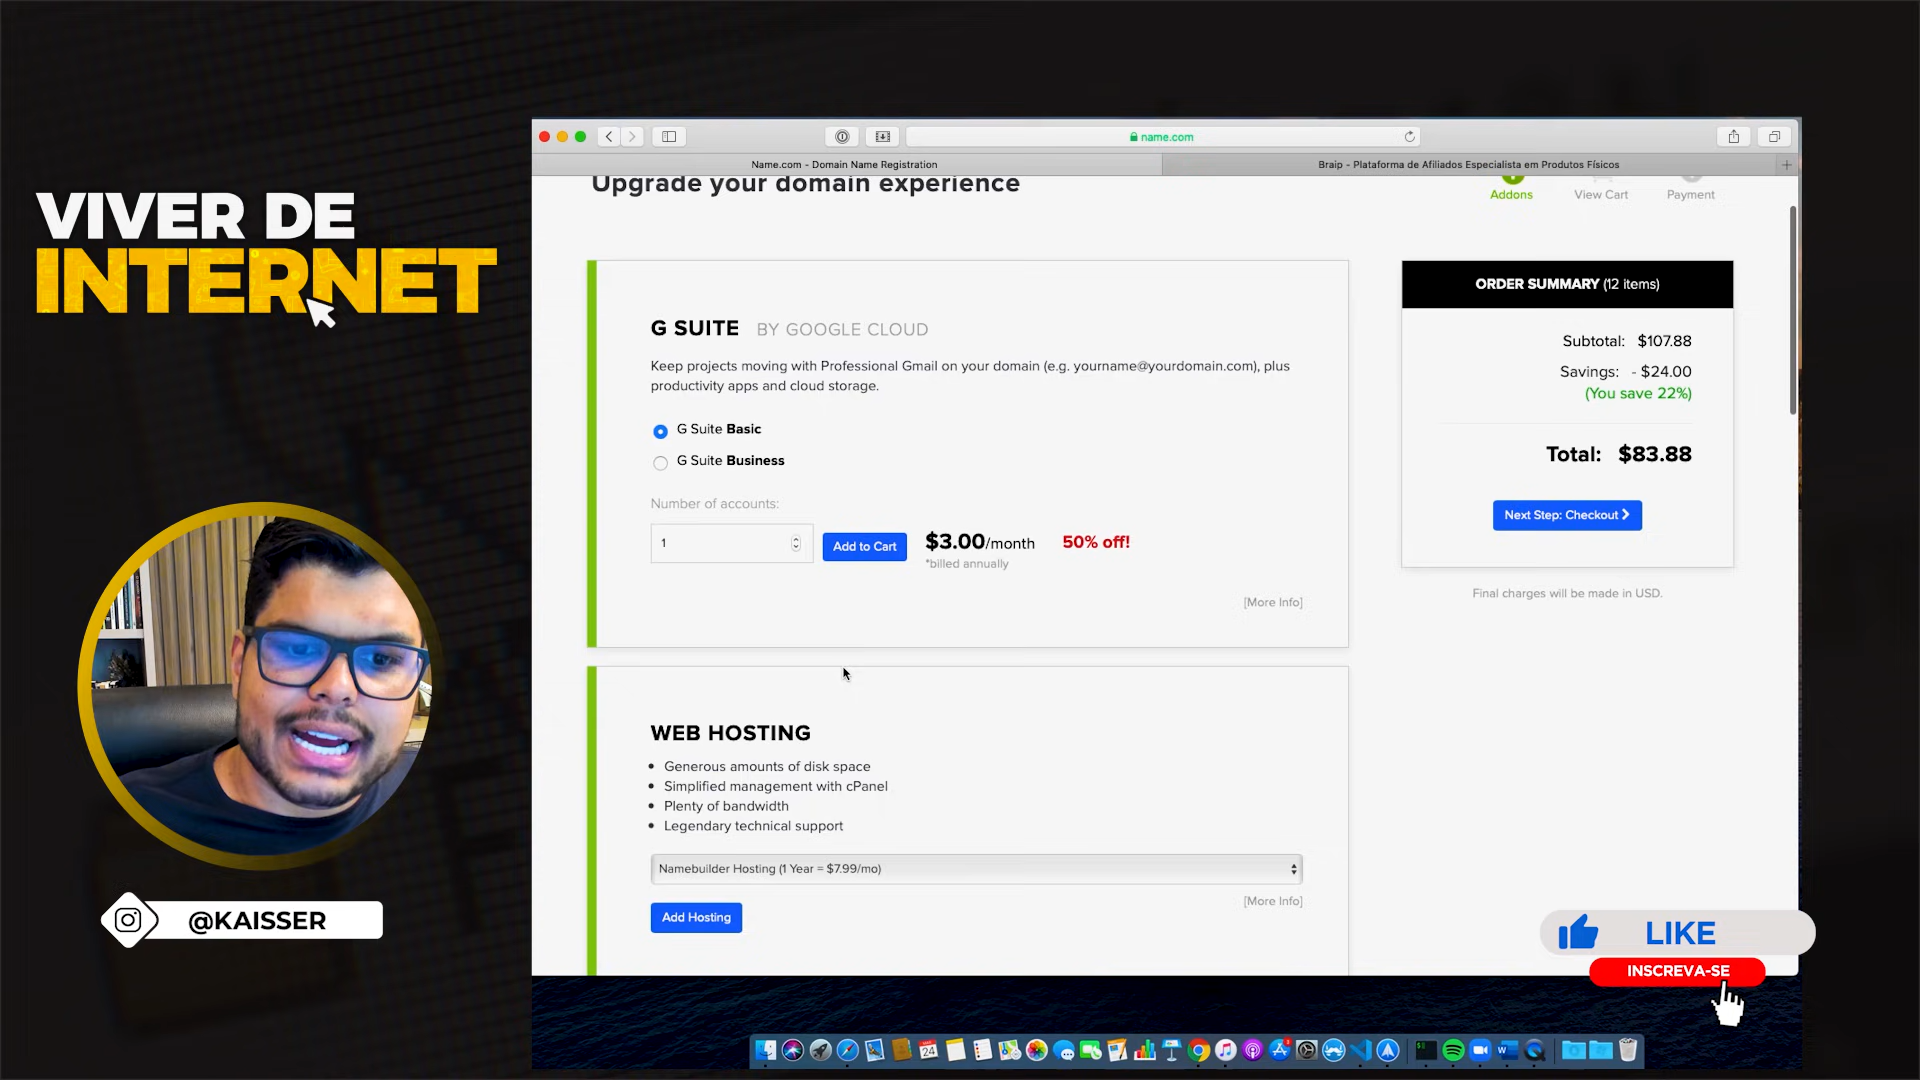 VIVER DE
INTERNET
@KAISSER
name.com
Name.com - Domain Name Registration
Braip - Plataforma de Afiliados Especialista em Produtos Físicos
Upgrade your domain experience
Addons
View Cart
Payment
G SUITE BY GOOGLE CLOUD
Keep projects moving with Professional Gmail on your domain (e.g. yourname@yourdomain.com), plus
productivity apps and cloud storage.
G Suite Basic
G Suite Business
Number of accounts:
1
Add to Cart
$3.00/month
50% off!
*billed annually
[More Info]
WEB HOSTING
Generous amounts of disk space
Simplified management with cPanel
Plenty of bandwidth
Legendary technical support
Namebuilder Hosting (1 Year = $7.99/mo)
[More Info]
Add Hosting
ORDER SUMMARY (12 items)
Subtotal: $107.88
Savings: - $24.00
(You save 22%)
Total: $83.88
Next Step: Checkout
Final charges will be made in USD.
LIKE
INSCREVA-SE
24